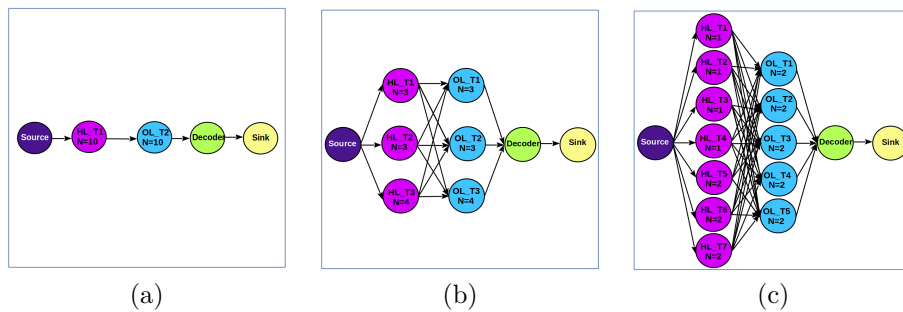 Source
HL_T1
N=10
OL_T2
N=10
Decoder
Sink
(a)
HL_T1
N=3
HL_T2
N=3
HL_T3
N=4
OL_T1
N=3
OL_T2
N=3
OL_T3
N=4
Source
Decoder
Sink
(b)
HL_T1
N=1
HL_T2
N=1
HL_T3
N=1
HL_T4
N=1
HL_T5
N=2
HL_T6
N=2
HL_T7
N=2
OL_T1
N=2
OL_T2
N=2
OL_T3
N=2
OL_T4
N=2
OL_T5
N=2
Source
Decoder
Sink
(c)